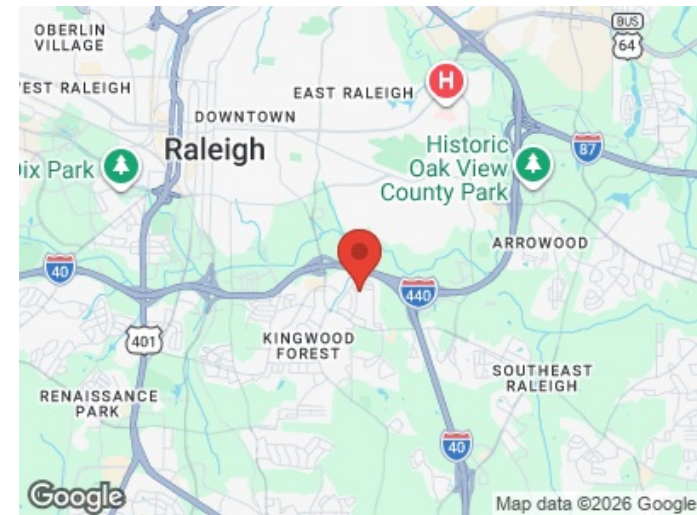 OBERLIN
VILLAGE
BUS
64
EST RALEIGH
EAST RALEIGH
H
DOWNTOWN
Raleigh
Historic
Oak View
County Park
87
ix Park
ARROWOOD
40
440
401
KINGWOOD
FOREST
SOUTHEAST
RALEIGH
RENAISSANCE
PARK
40
Google
Map data ©2026 Google